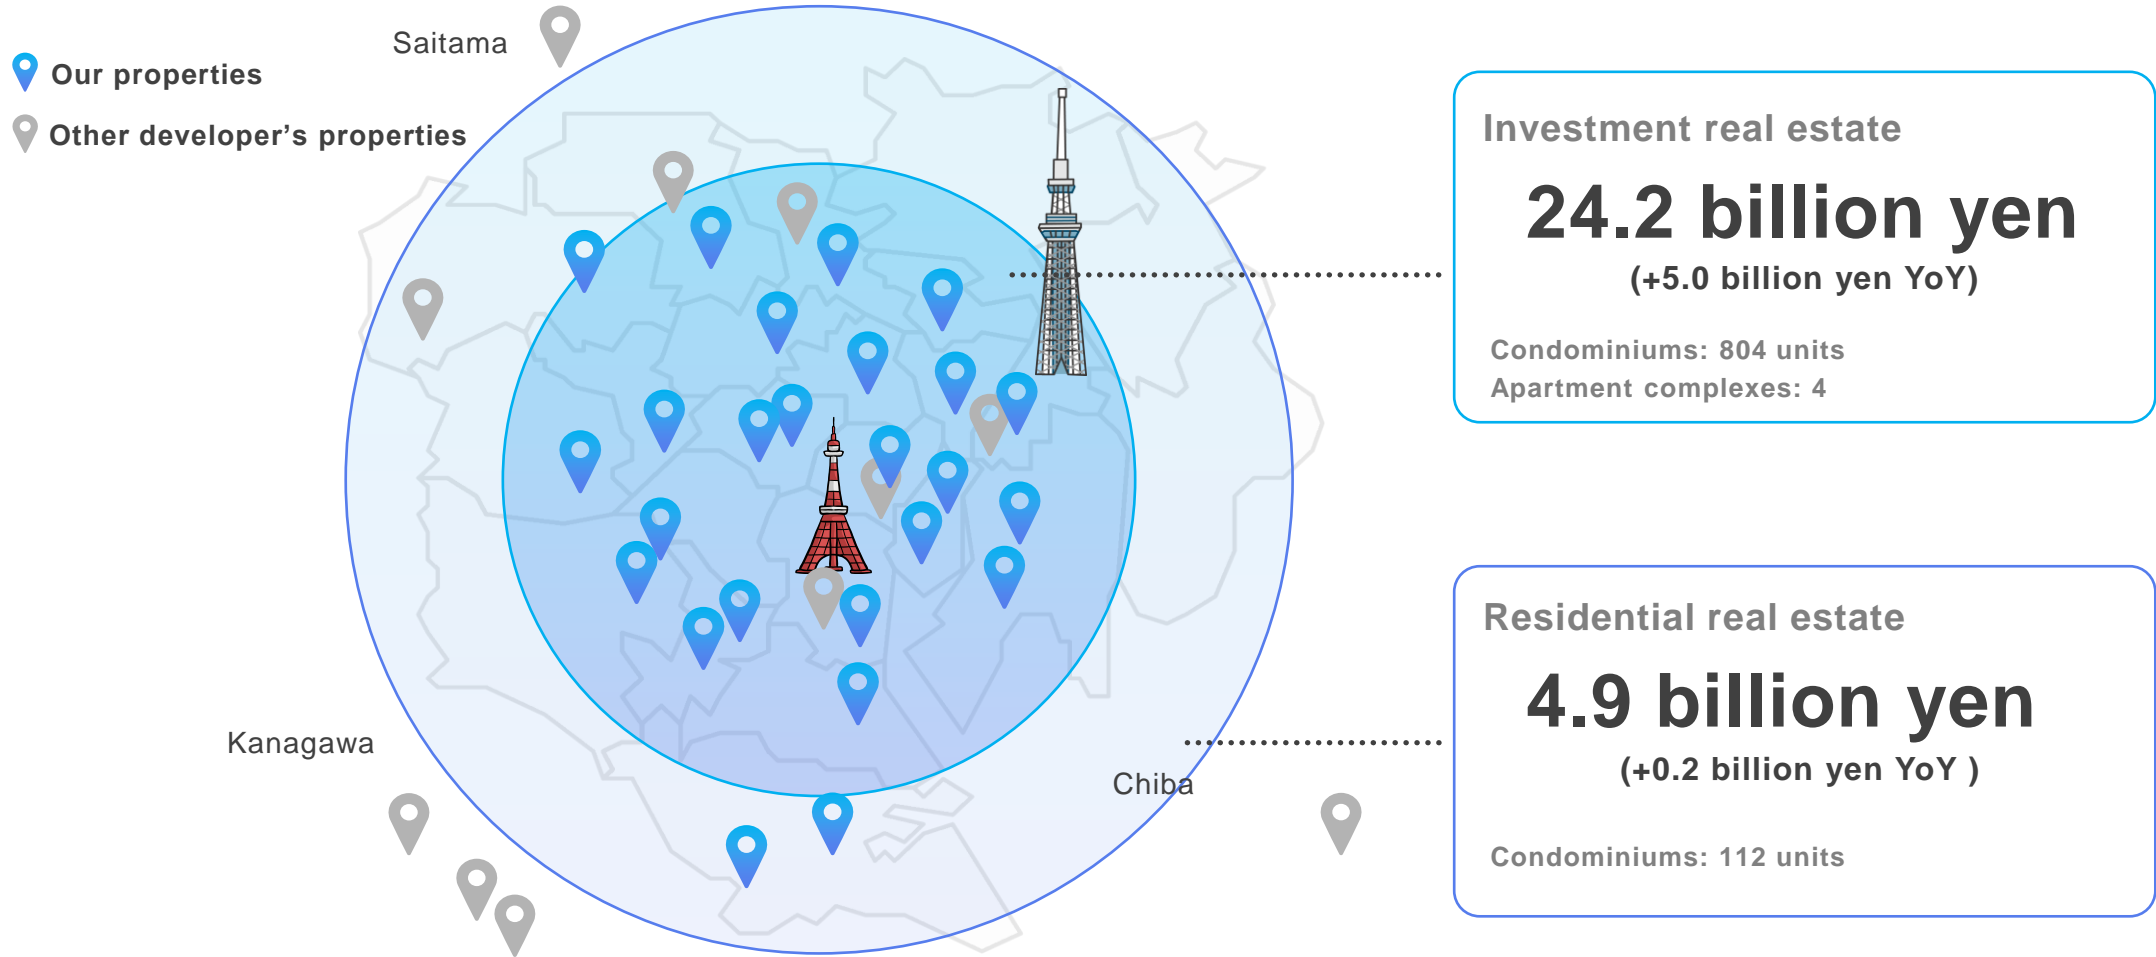 Saitama
Our properties
Other developer's properties
Kanagawa
Chiba
Investment real estate
24.2 billion yen
(+5.0 billion yen YoY)
Condominiums: 804 units
Apartment complexes: 4
Residential real estate
4.9 billion yen
(+0.2 billion yen YoY )
Condominiums: 112 units